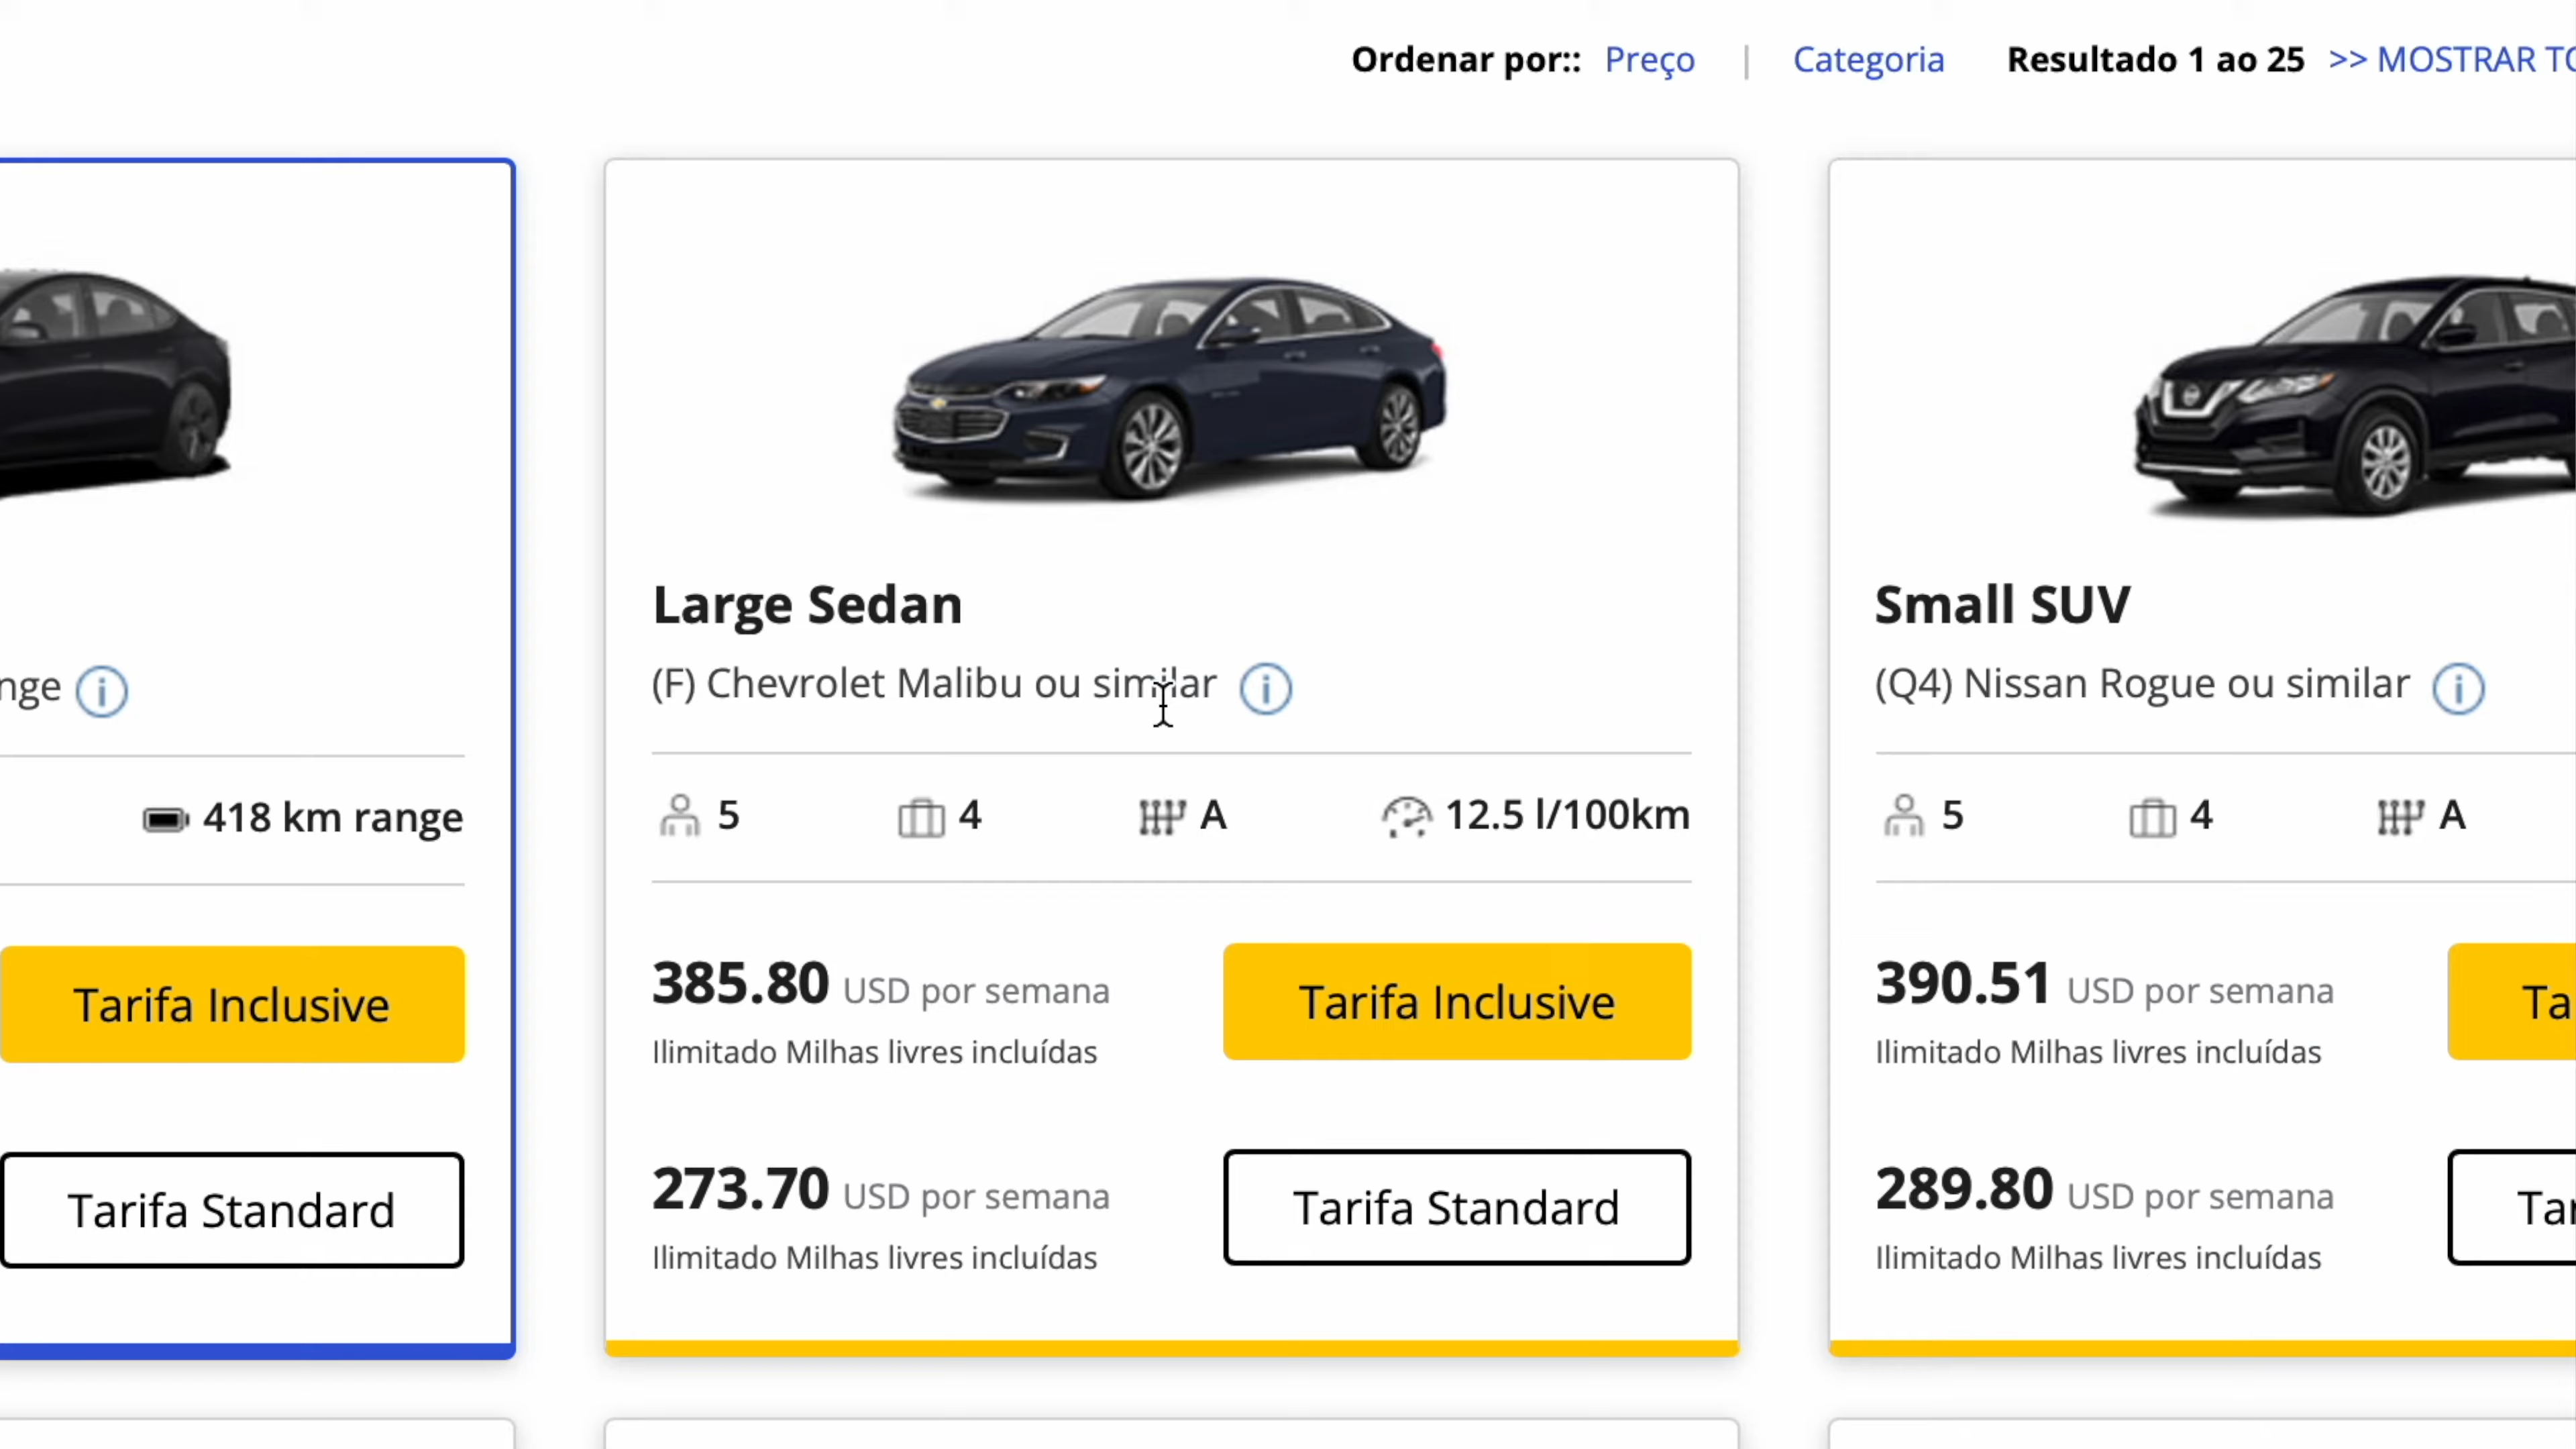 Ordenar por:: Preço | Categoria Resultado 1 ao 25 >> MOSTRAR
Large Sedan
Small SUV
(F) Chevrolet Malibu ou similar
(Q4) Nissan Rogue ou similar
418 km range
5 4 A 12.5 l/100km
5 4 A
Tarifa Inclusive
385.80 USD por semana Tarifa Inclusive
Ilimitado Milhas livres incluídas
390.51 USD por semana
Ilimitado Milhas livres incluídas
Tarifa Standard
273.70 USD por semana Tarifa Standard
Ilimitado Milhas livres incluídas
289.80 USD por semana
Ilimitado Milhas livres incluídas